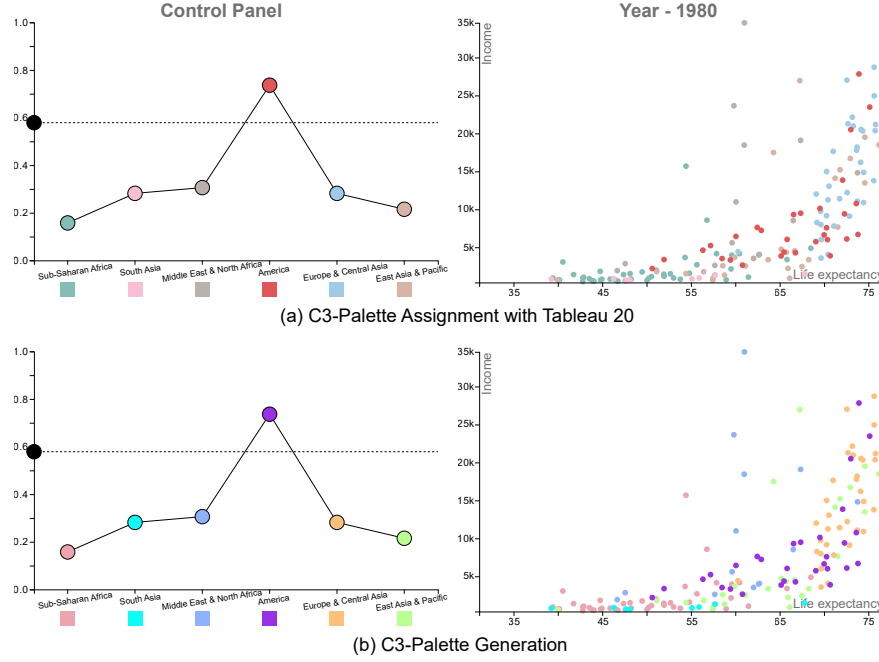 Control Panel
Year - 1980
1.0
0.8
0.6
0.4
0.2
0.0
Sub-Saharan Africa
South Asia
Middle East & North Africa
America
Europe & Central Asia
East Asia & Pacific
35k
30k
25k
20k
15k
10k
5k
Income
Life expectancy
35
45
55
65
75
(a) C3-Palette Assignment with Tableau 20
1.0
0.8
0.6
0.4
0.2
0.0
Sub-Saharan Africa
South Asia
Middle East & North Africa
America
Europe & Central Asia
East Asia & Pacific
35k
30k
25k
20k
15k
10k
5k
Income
Life expectancy
35
45
55
65
75
(b) C3-Palette Generation